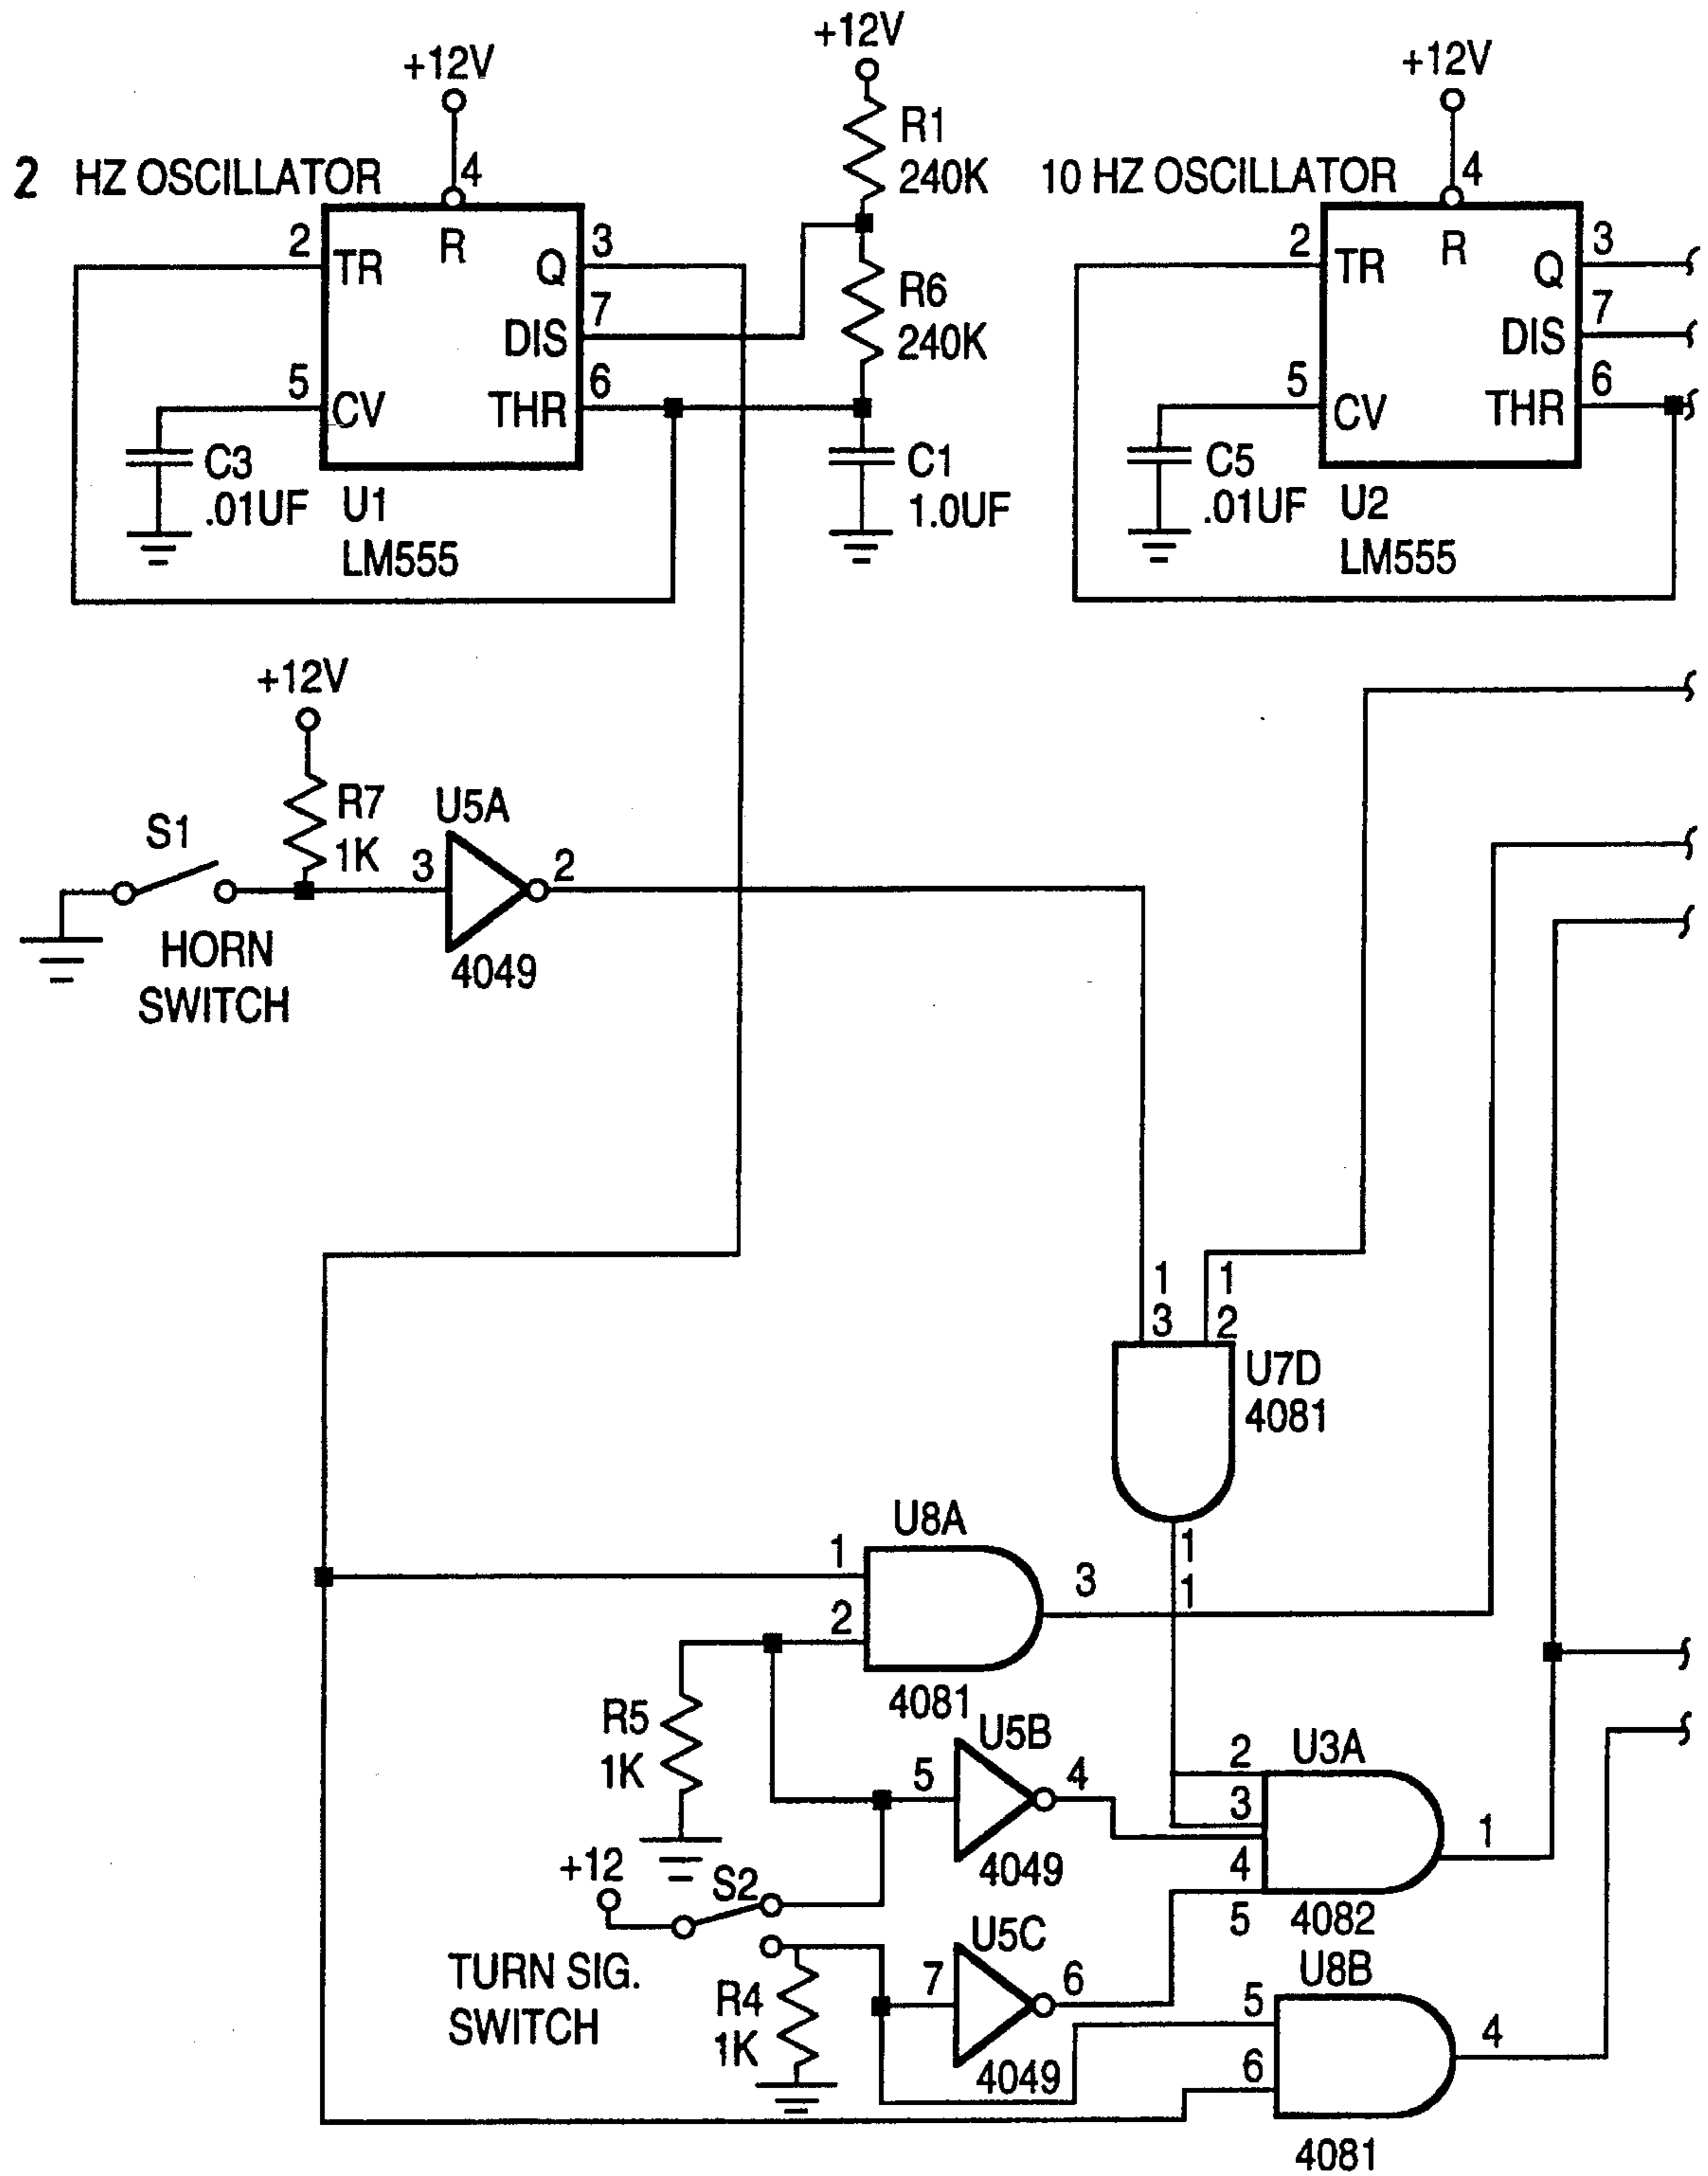 +12V
+12V
+12V
R1
240K
2 HZ OSCILLATOR
4
10 HZ OSCILLATOR
4
2
TR
R
Q
3
7
DIS
5
CV
THR
6
R6
240K
C3
.01UF
U1
LM555
C1
1.0UF
2
TR
R
Q
3
7
DIS
5
CV
THR
6
C5
.01UF
U2
LM555
+12V
R7
1K
S1
HORN
SWITCH
U5A
3
2
4049
1
3
1
2
U7D
4081
U8A
1
2
3
4081
1
1
R5
1K
U5B
5
4
4049
U3A
2
3
4
5
1
4082
+12
S2
TURN SIG.
SWITCH
R4
1K
U5C
7
6
4049
U8B
5
6
4
4081